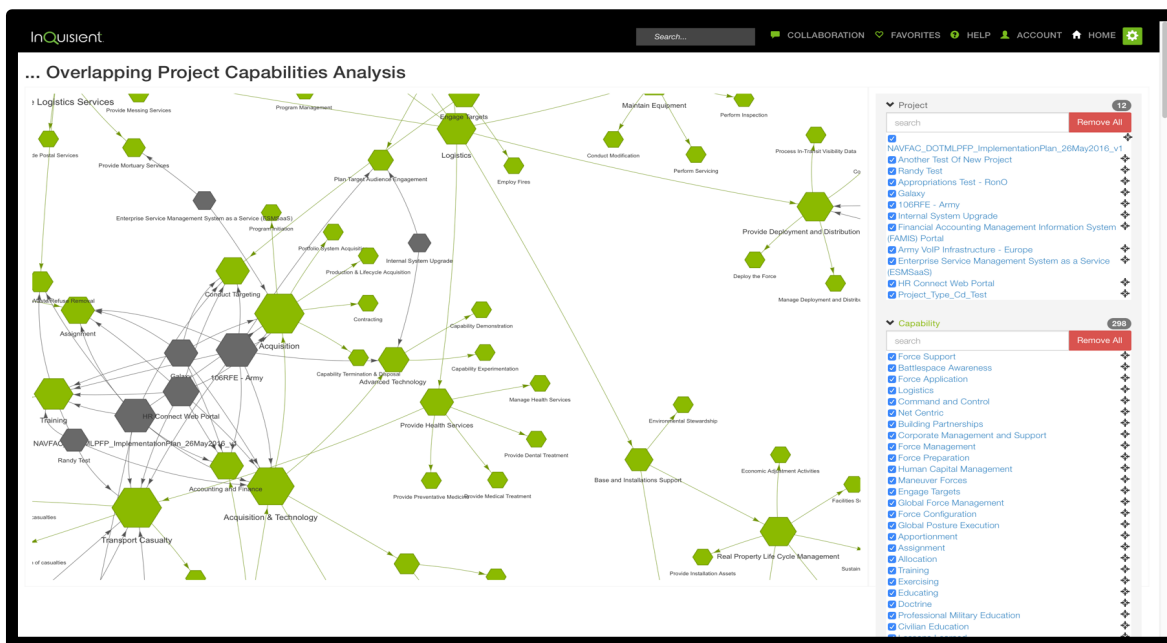 InQuisient
Search...
COLLABORATION
FAVORITES
HELP
ACCOUNT
HOME
... Overlapping Project Capabilities Analysis
Logistics Services
Provide Messing Services
Program Management
Engage Targets
Maintain Equipment
Perform Inspection
Logistics
Provide Mortuary Services
Conduct Modification
Process In-Transit Visibility Data
Perform Servicing
Plan Target Audience Engagement
Employ Fires
Enterprise Service Management System as a Service (ESMSaaS)
Program Initiation
Provide Deployment and Distribution
Production & Lifecycle Acquisition
Internal System Upgrade
Deploy the Force
Conduct Targeting
Contracting
Assignment
Capability Demonstration
Acquisition
Galaxy
106RFE - Army
Capability Termination & Disposal
Advanced Technology
Capability Experimentation
Manage Health Services
Training
HR Connect Web Portal
Provide Health Services
Environmental Stewardship
NAVFAC_DOTMLPFP_ImplementationPlan_26May2016_v1
Randy Test
Provide Dental Treatment
Economic Adjustment Activities
Accounting and Finance
Base and Installations Support
Provide Preventative Medicine
Provide Medical Treatment
Acquisition & Technology
Transport Casualty
casualties
of casualties
Real Property Life Cycle Management
Provide Installation Assets
Project
12
search
Remove All
NAVFAC_DOTMLPFP_ImplementationPlan_26May2016_v1
Another Test Of New Project
Randy Test
Appropriations Test - RonO
Galaxy
106RFE - Army
Internal System Upgrade
Financial Accounting Management Information System
(FAMIS) Portal
Army VoIP Infrastructure - Europe
Enterprise Service Management System as a Service
(ESMSaaS)
HR Connect Web Portal
Project_Type_Cd_Test
Capability
298
search
Remove All
Force Support
Battlespace Awareness
Force Application
Logistics
Command and Control
Net Centric
Building Partnerships
Corporate Management and Support
Force Management
Force Preparation
Human Capital Management
Maneuver Forces
Engage Targets
Global Force Management
Force Configuration
Global Posture Execution
Apportionment
Assignment
Allocation
Training
Exercising
Educating
Doctrine
Professional Military Education
Civilian Education